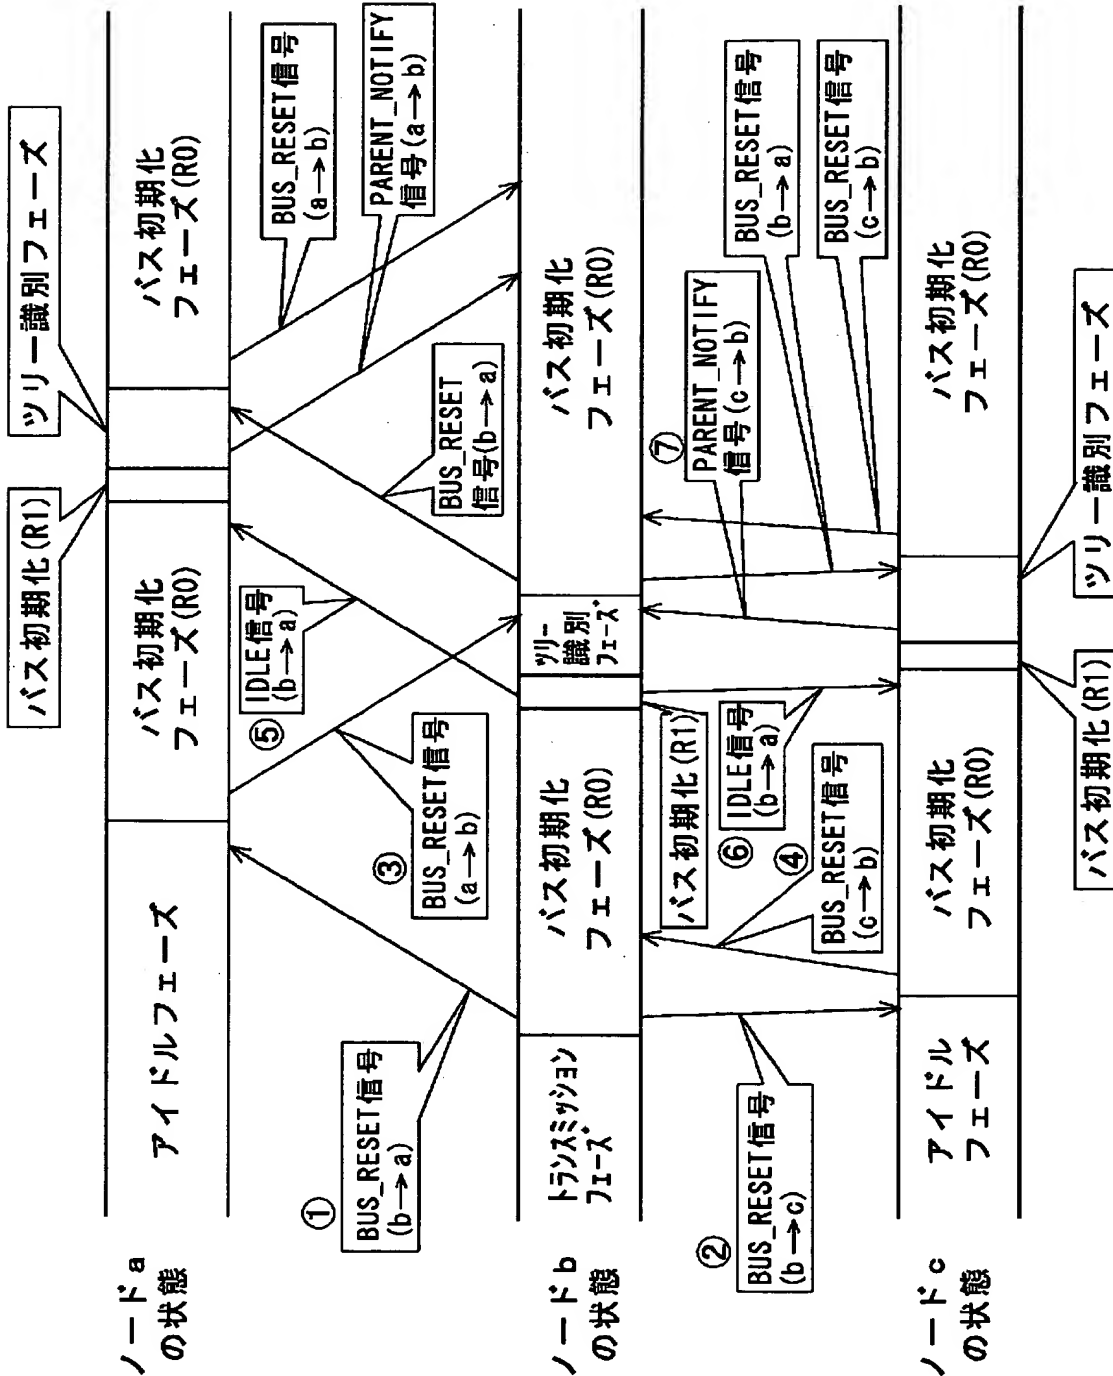 ノードa
の状態
アイドルフェーズ
バス初期化
フェーズ(R0)
バス初期化(R1)
ツリー識別フェーズ
バス初期化
フェーズ(R0)
①
BUS_RESET信号
(b→a)
③
BUS_RESET信号
(a→b)
⑤
IDLE信号
(b→a)
BUS_RESET
信号(b→a)
PARENT_NOTIFY
信号(a→b)
BUS_RESET信号
(a→b)
ノードb
の状態
トランスミッション
フェーズ
バス初期化
フェーズ(R0)
バス初期化(R1)
ツリー
識別
フェーズ
バス初期化
フェーズ(R0)
②
BUS_RESET信号
(b→c)
④
BUS_RESET信号
(c→b)
⑥
IDLE信号
(b→a)
⑦
PARENT_NOTIFY
信号(c→b)
BUS_RESET信号
(b→a)
BUS_RESET信号
(c→b)
ノードc
の状態
アイドル
フェーズ
バス初期化
フェーズ(R0)
バス初期化(R1)
ツリー識別フェーズ
バス初期化
フェーズ(R0)